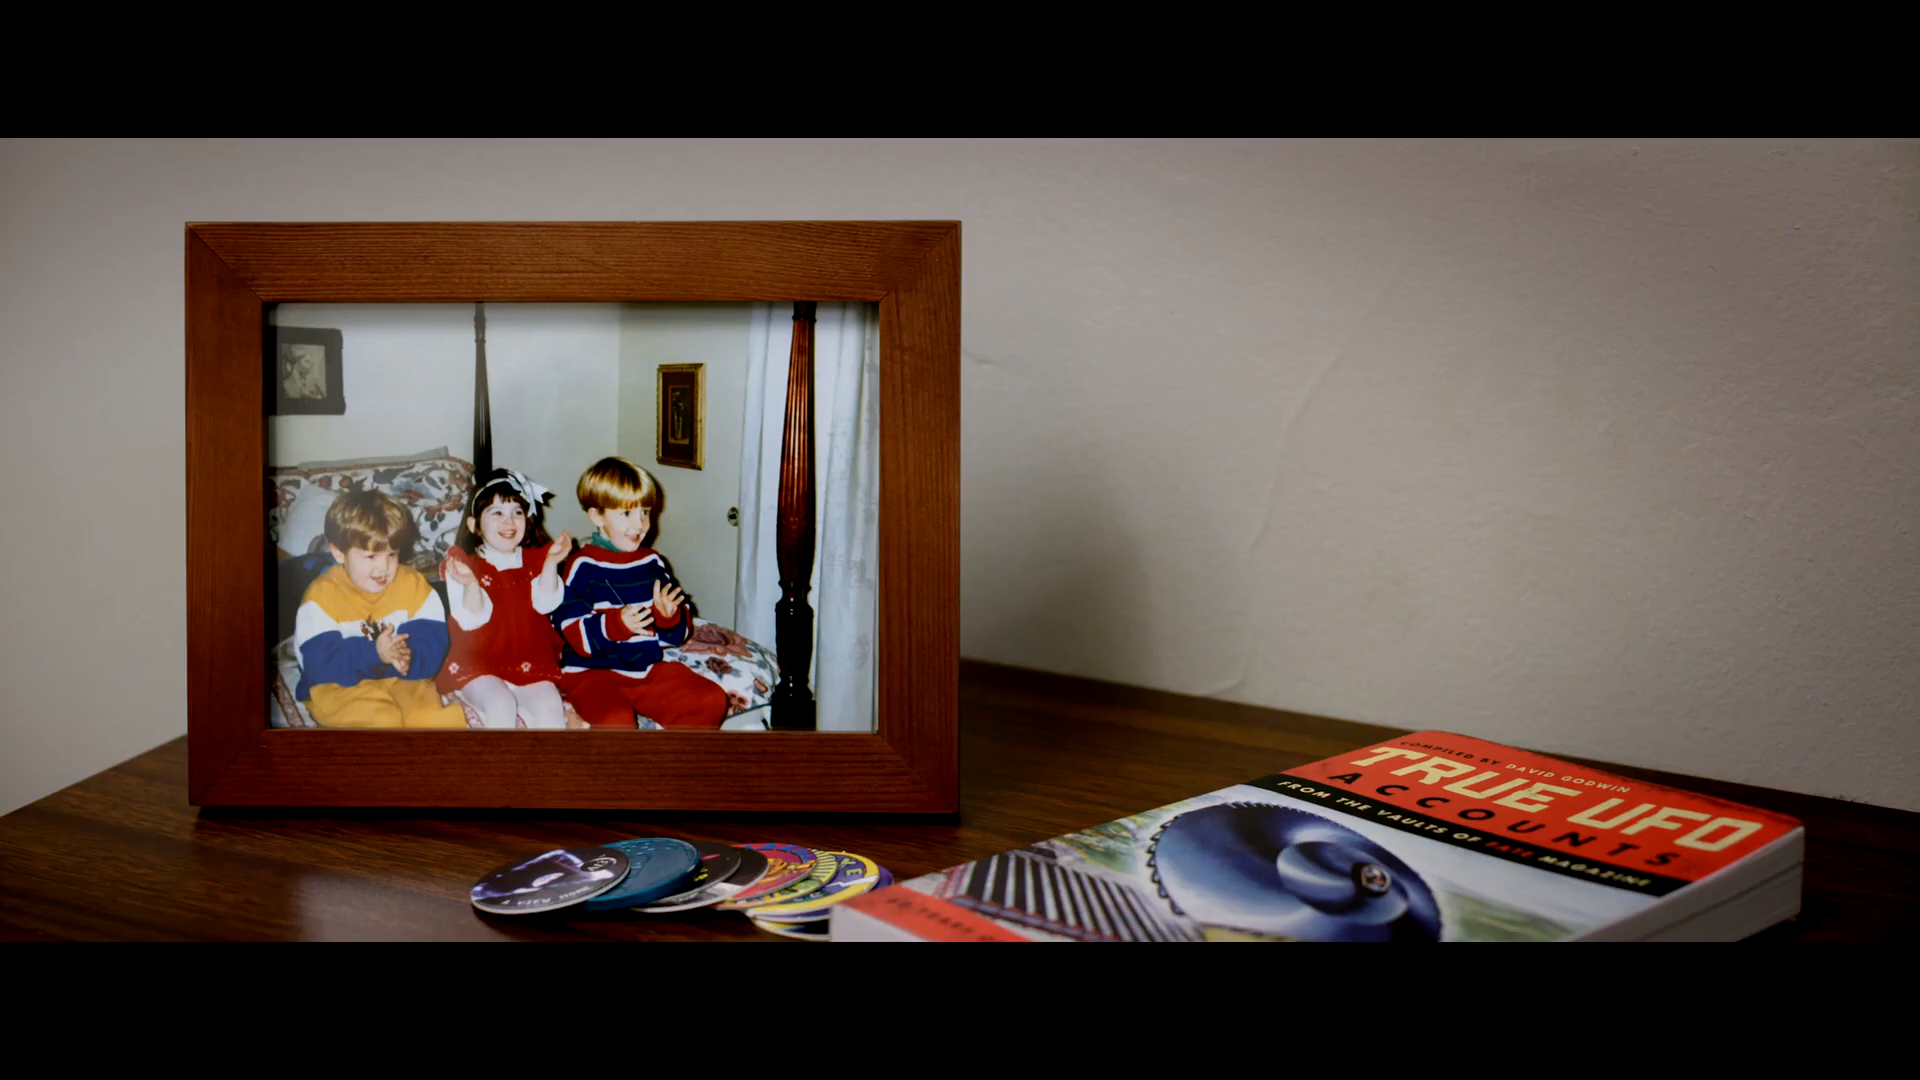 COMPILED BY DAVID GODWIN
TRUE UFO
ACCOUNTS
FROM THE VAULTS OF FATE MAGAZINE